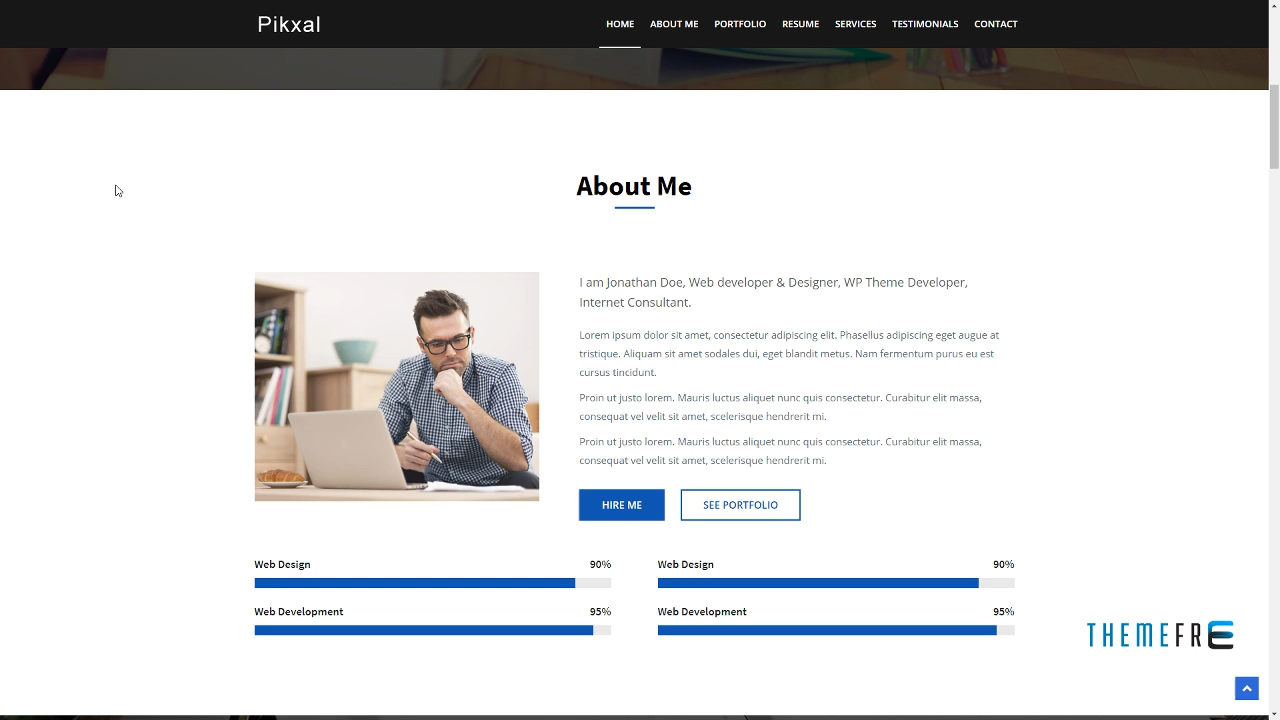 Pikxal
HOME ABOUT ME PORTFOLIO RESUME SERVICES TESTIMONIALS CONTACT
About Me
I am Jonathan Doe, Web developer & Designer, WP Theme Developer,
Internet Consultant.
Lorem ipsum dolor sit amet, consectetur adipiscing elit. Phasellus adipiscing eget augue at
tristique. Aliquam sit amet sodales dui, eget blandit metus. Nam fermentum purus eu est
cursus tincidunt.
Proin ut justo lorem. Mauris luctus aliquet nunc quis consectetur. Curabitur elit massa,
consequat vel velit sit amet, scelerisque hendrerit mi.
Proin ut justo lorem. Mauris luctus aliquet nunc quis consectetur. Curabitur elit massa,
consequat vel velit sit amet, scelerisque hendrerit mi.
HIRE ME SEE PORTFOLIO
Web Design 90% Web Design 90%
Web Development 95% Web Development 95%
THEMEFRE